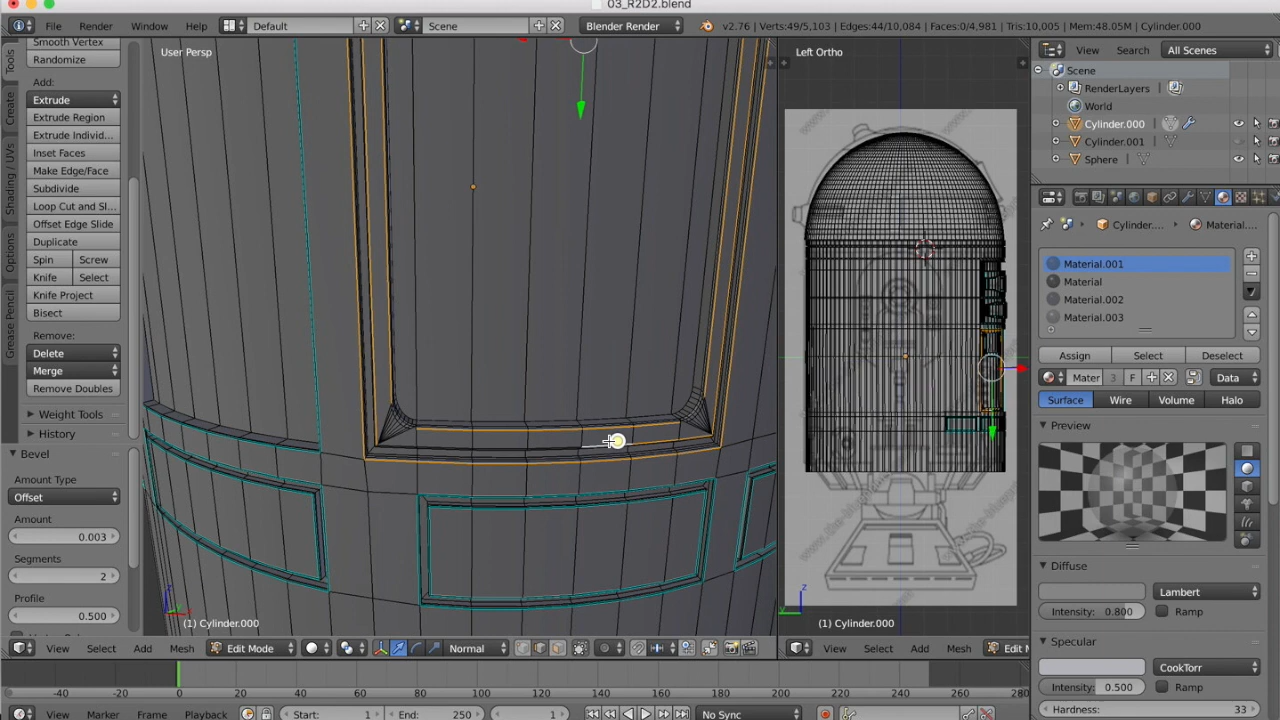 03_R2D2.blend
File Render Window Help Default Scene Blender Render v2.76 | Verts:49/5,103 | Edges:44/10,084 | Faces:0/4,981 | Tris:10,005 | Mem:48.05M | Cylinder.000
Smooth Vertex
Randomize
Add:
Extrude
Extrude Region
Extrude Individ...
Inset Faces
Make Edge/Face
Subdivide
Loop Cut and Sl...
Offset Edge Slide
Duplicate
Spin Screw
Knife Select
Knife Project
Bisect
Remove:
Delete
Merge
Remove Doubles
Weight Tools
History
Bevel
Amount Type
Offset
Amount
0.003
Segments
2
Profile
0.500
Tools
Create
Shading / UVs
Options
Grease Pencil
User Persp
(1) Cylinder.000
Left Ortho
(1) Cylinder.000
View Search All Scenes
Scene
RenderLayers
World
Cylinder.000
Cylinder.001
Sphere
Cylinder.... Material....
Material.001
Material
Material.002
Material.003
Assign Select Deselect
Mater 3 F Data
Surface Wire Volume Halo
Preview
Diffuse
Lambert
Intensity: 0.800 Ramp
Specular
CookTorr
Intensity: 0.500 Ramp
Hardness: 33
View Select Add Mesh Edit Mode Normal
View Select Add Mesh Edit M
-40 -20 0 20 40 60 80 100 120 140 160 180 200 220 240 260 280
View Marker Frame Playback Start: 1 End: 250 1 No Sync